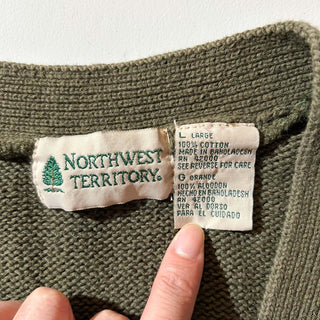 NORTHWEST
TERRITORY®
L LARGE
100% COTTON
MADE IN BANGLADESH
RN 42000
SEE REVERSE FOR CARE
G GRANDE
100% ALGODON
HECHO EN BANGLADESH
RN 42000
VER AL DORSO
PARA EL CUIDADO